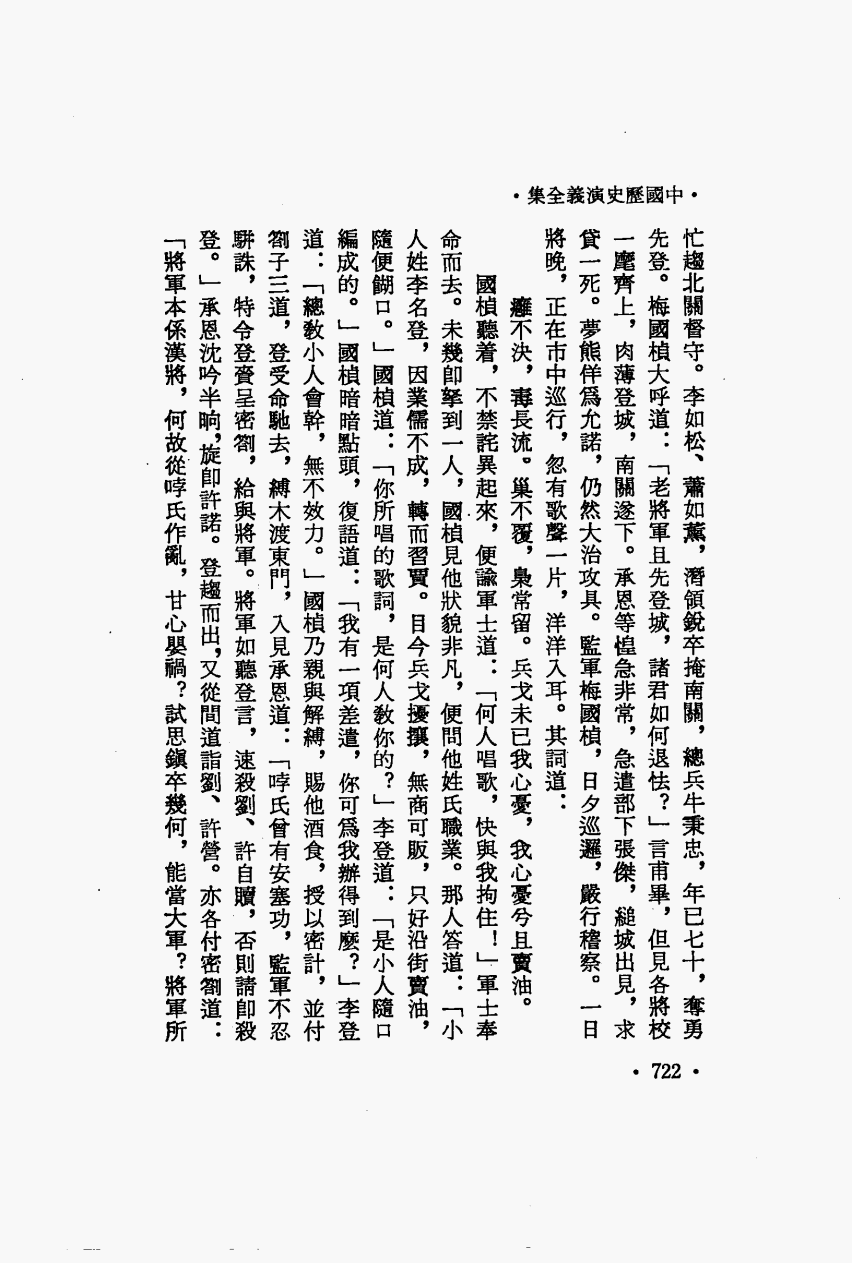 •中國歷史演義全集•
忙趨北關督守。李如松、蕭如薰，潛領銳卒掩南關，總兵牛秉忠，年已七十，奪勇
先登。梅國楨大呼道：「老將軍且先登城，諸君如何退怯？」言甫畢，但見各將校
一麾齊上，肉薄登城，南關遂下。承恩等惶急非常，急遣部下張傑，縋城出見，求
貸一死。夢熊佯爲允諾，仍然大治攻具。監軍梅國楨，日夕巡邏，嚴行稽察。一日
將晚，正在市中巡行，忽有歌聲一片，洋洋入耳。其詞道：
癰不決，毒長流。巢不覆，梟常留。兵戈未已我心憂，我心憂兮且賣油。
國楨聽着，不禁詫異起來，便諭軍士道：「何人唱歌，快與我拘住！」軍士奉
命而去。未幾卽拏到一人，國楨見他狀貌非凡，便問他姓氏職業。那人答道：「小
人姓李名登，因業儒不成，轉而習賈。目今兵戈擾攘，無商可販，只好沿街賣油，
隨便餬口。」國楨道：「你所唱的歌詞，是何人教你的？」李登道：「是小人隨口
編成的。」國楨暗暗點頭，復語道：「我有一項差遣，你可爲我辦得到麼？」李登
道：「總教小人會幹，無不效力。」國楨乃親與解縛，賜他酒食，授以密計，並付
劄子三道，登受命馳去，縛木渡東門，入見承恩道：「哱氏曾有安塞功，監軍不忍
駢誅，特令登賫呈密劄，給與將軍。將軍如聽登言，速殺劉、許自贖，否則請卽殺
登。」承恩沈吟半晌，旋卽許諾。登趨而出，又從間道詣劉、許營。亦各付密劄道：
「將軍本係漢將，何故從哱氏作亂，甘心嬰禍？試思鎭卒幾何，能當大軍？將軍所
•722•